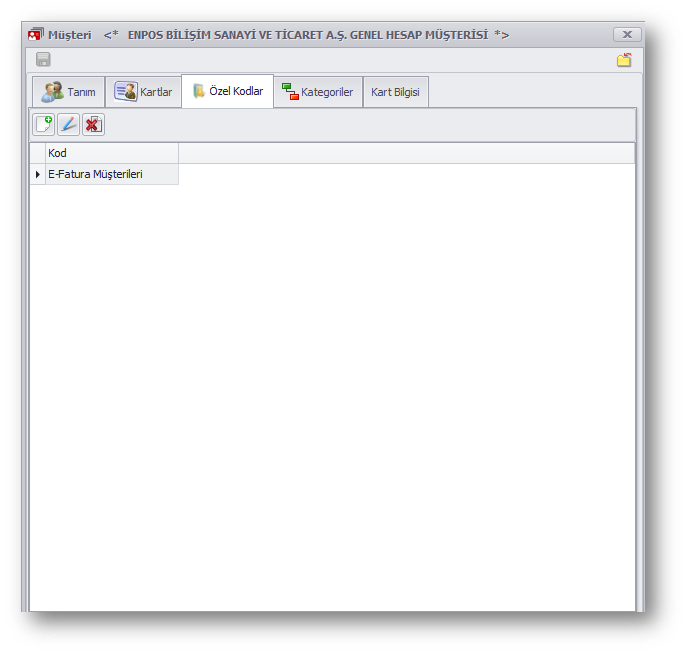 Müşteri <* ENPOS BİLİŞİM SANAYİ VE TİCARET A.Ş. GENEL HESAP MÜŞTERİSİ *>
Tanım Kartlar Özel Kodlar Kategoriler Kart Bilgisi
Kod
E-Fatura Müşterileri